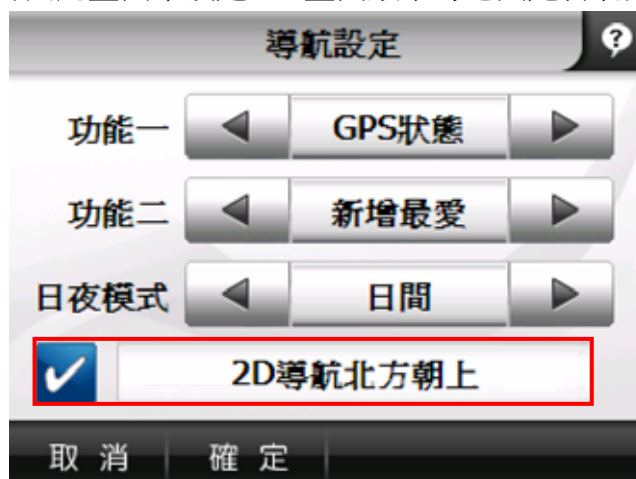 導航設定 ?
功能一 GPS狀態
功能二 新增最愛
日夜模式 日間
2D導航北方朝上
取消 確定